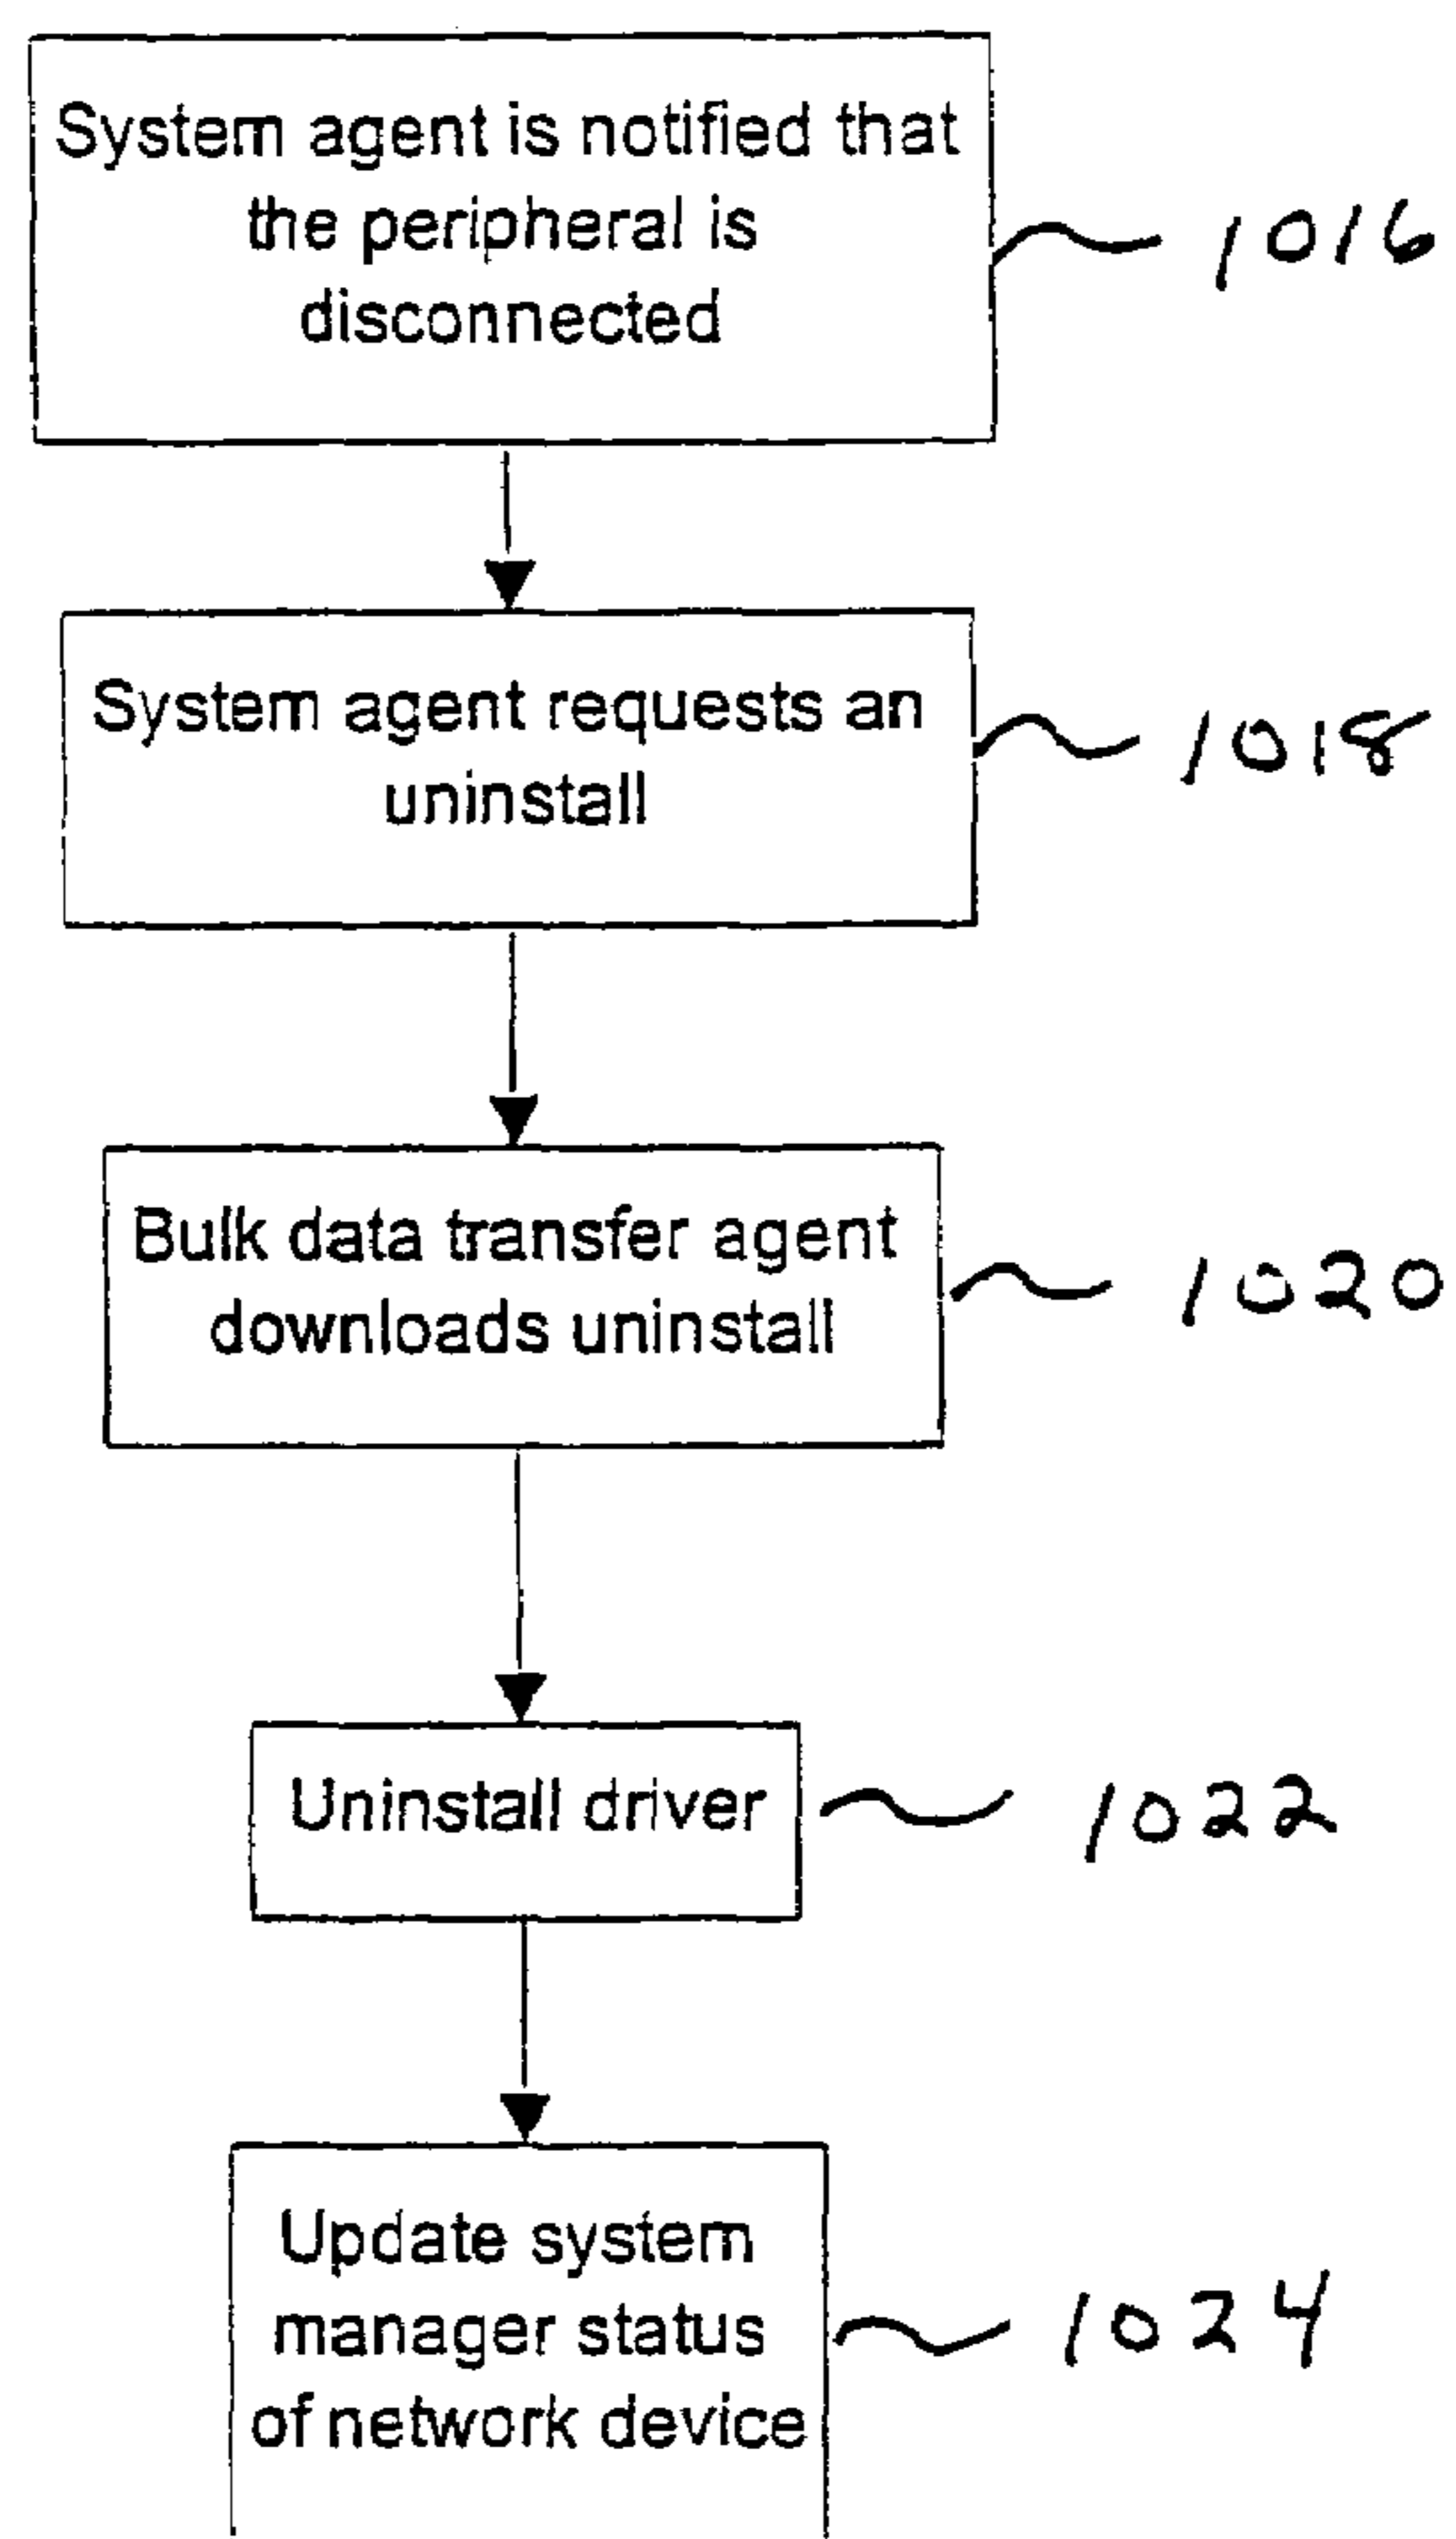 System agent is notified that
the peripheral is
disconnected
1016
System agent requests an
uninstall
1018
Bulk data transfer agent
downloads uninstall
1020
Uninstall driver
1022
Update system
manager status
of network device
1024